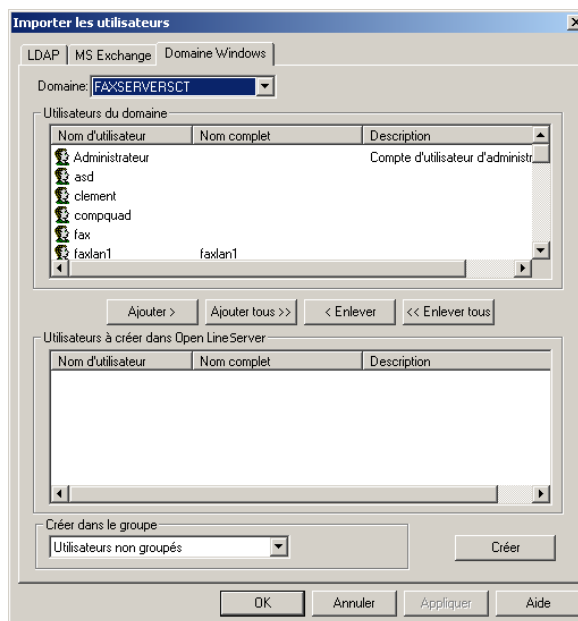 Importer les utilisateurs
LDAP MS Exchange Domaine Windows
Domaine: FAXSERVERSCT
Utilisateurs du domaine
Nom d'utilisateur Nom complet Description
Administrateur Compte d'utilisateur d'administr
asd
clement
compquad
fax
faxlan1 faxlan1
Ajouter > Ajouter tous >> < Enlever << Enlever tous
Utilisateurs à créer dans Open LineServer
Nom d'utilisateur Nom complet Description
Créer dans le groupe
Utilisateurs non groupés Créer
OK Annuler Appliquer Aide